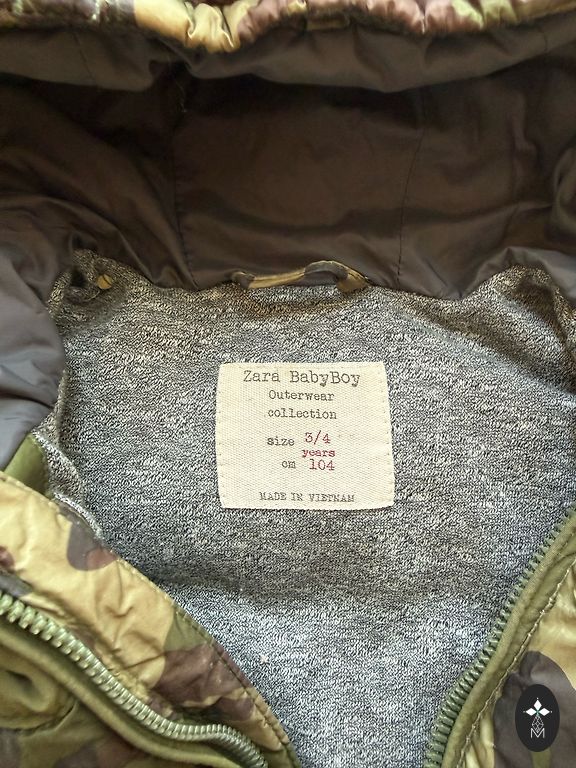 Zara BabyBoy
Outerwear
collection
size 3/4
years
cm 104
MADE IN VIETNAM
M